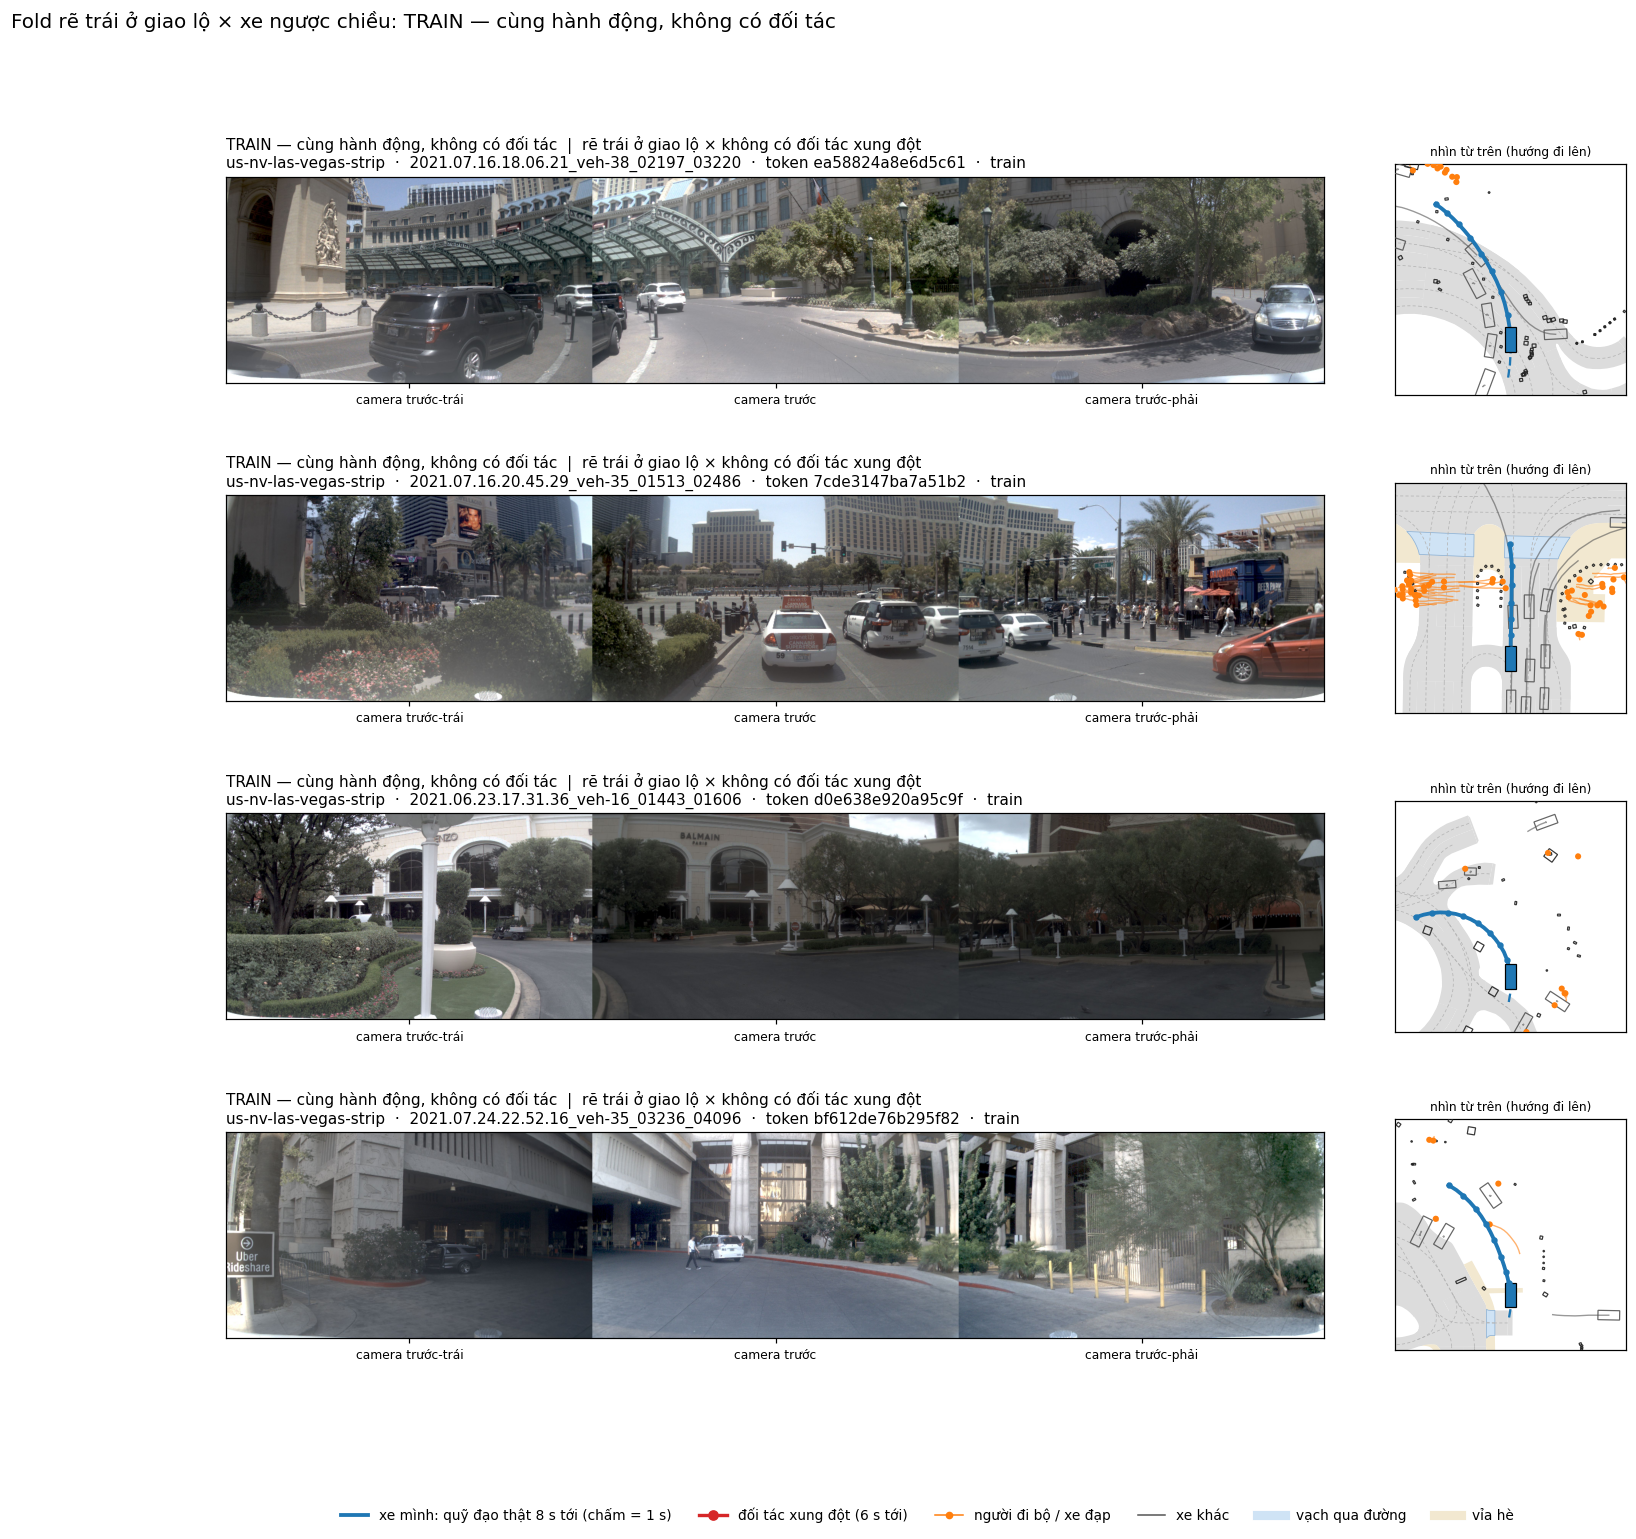 Fold rẽ trái ở giao lộ × xe ngược chiều: TRAIN — cùng hành động, không có đối tác
TRAIN — cùng hành động, không có đối tác | rẽ trái ở giao lộ × không có đối tác xung đột
us-nv-las-vegas-strip · 2021.07.16.18.06.21_veh-38_02197_03220 · token ea58824a8e6d5c61 · train
nhìn từ trên (hướng đi lên)
camera trước-trái
camera trước
camera trước-phải
TRAIN — cùng hành động, không có đối tác | rẽ trái ở giao lộ × không có đối tác xung đột
us-nv-las-vegas-strip · 2021.07.16.20.45.29_veh-35_01513_02486 · token 7cde3147ba7a51b2 · train
nhìn từ trên (hướng đi lên)
camera trước-trái
camera trước
camera trước-phải
TRAIN — cùng hành động, không có đối tác | rẽ trái ở giao lộ × không có đối tác xung đột
us-nv-las-vegas-strip · 2021.06.23.17.31.36_veh-16_01443_01606 · token d0e638e920a95c9f · train
nhìn từ trên (hướng đi lên)
BALMAIN
camera trước-trái
camera trước
camera trước-phải
TRAIN — cùng hành động, không có đối tác | rẽ trái ở giao lộ × không có đối tác xung đột
us-nv-las-vegas-strip · 2021.07.24.22.52.16_veh-35_03236_04096 · token bf612de76b295f82 · train
nhìn từ trên (hướng đi lên)
Uber
Rideshare
camera trước-trái
camera trước
camera trước-phải
xe mình: quỹ đạo thật 8 s tới (chấm = 1 s)
đối tác xung đột (6 s tới)
người đi bộ / xe đạp
xe khác
vạch qua đường
vỉa hè